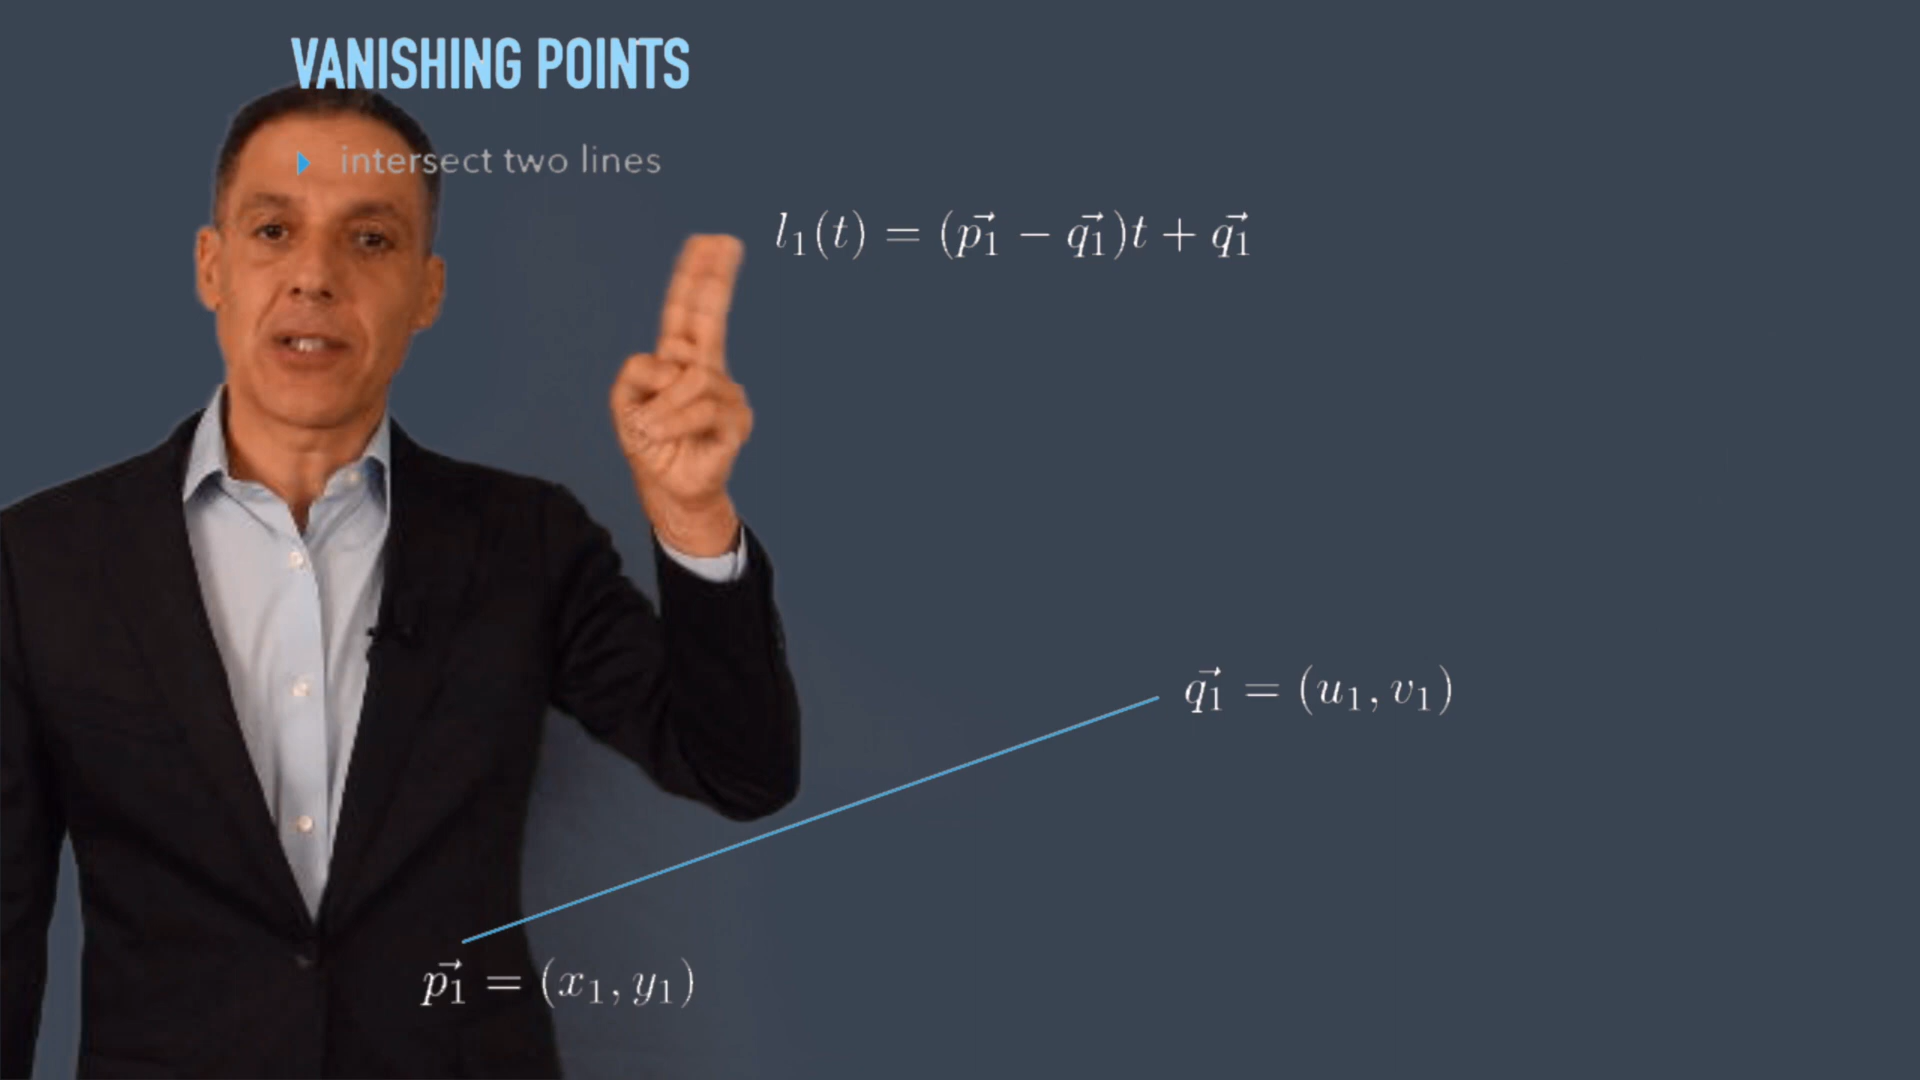 VANISHING POINTS
intersect two lines
l₁(t) = (p⃗₁ − q⃗₁)t + q⃗₁
q⃗₁ = (u₁, v₁)
p⃗₁ = (x₁, y₁)